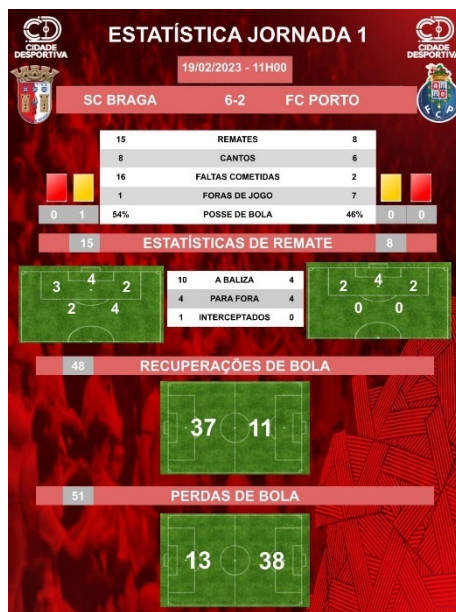 CIDADE
DESPORTIVA
ESTATÍSTICA JORNADA 1
CIDADE
DESPORTIVA
19/02/2023 - 11H00
SC BRAGA 6-2 FC PORTO
15 REMATES 8
8 CANTOS 6
16 FALTAS COMETIDAS 2
1 FORAS DE JOGO 7
0 1 54% POSSE DE BOLA 46% 0 0
15 ESTATÍSTICAS DE REMATE 8
3 4 2
2 4
10 A BALIZA 4
4 PARA FORA 4
1 INTERCEPTADOS 0
2 4 2
0 0
48 RECUPERAÇÕES DE BOLA
37 11
51 PERDAS DE BOLA
13 38